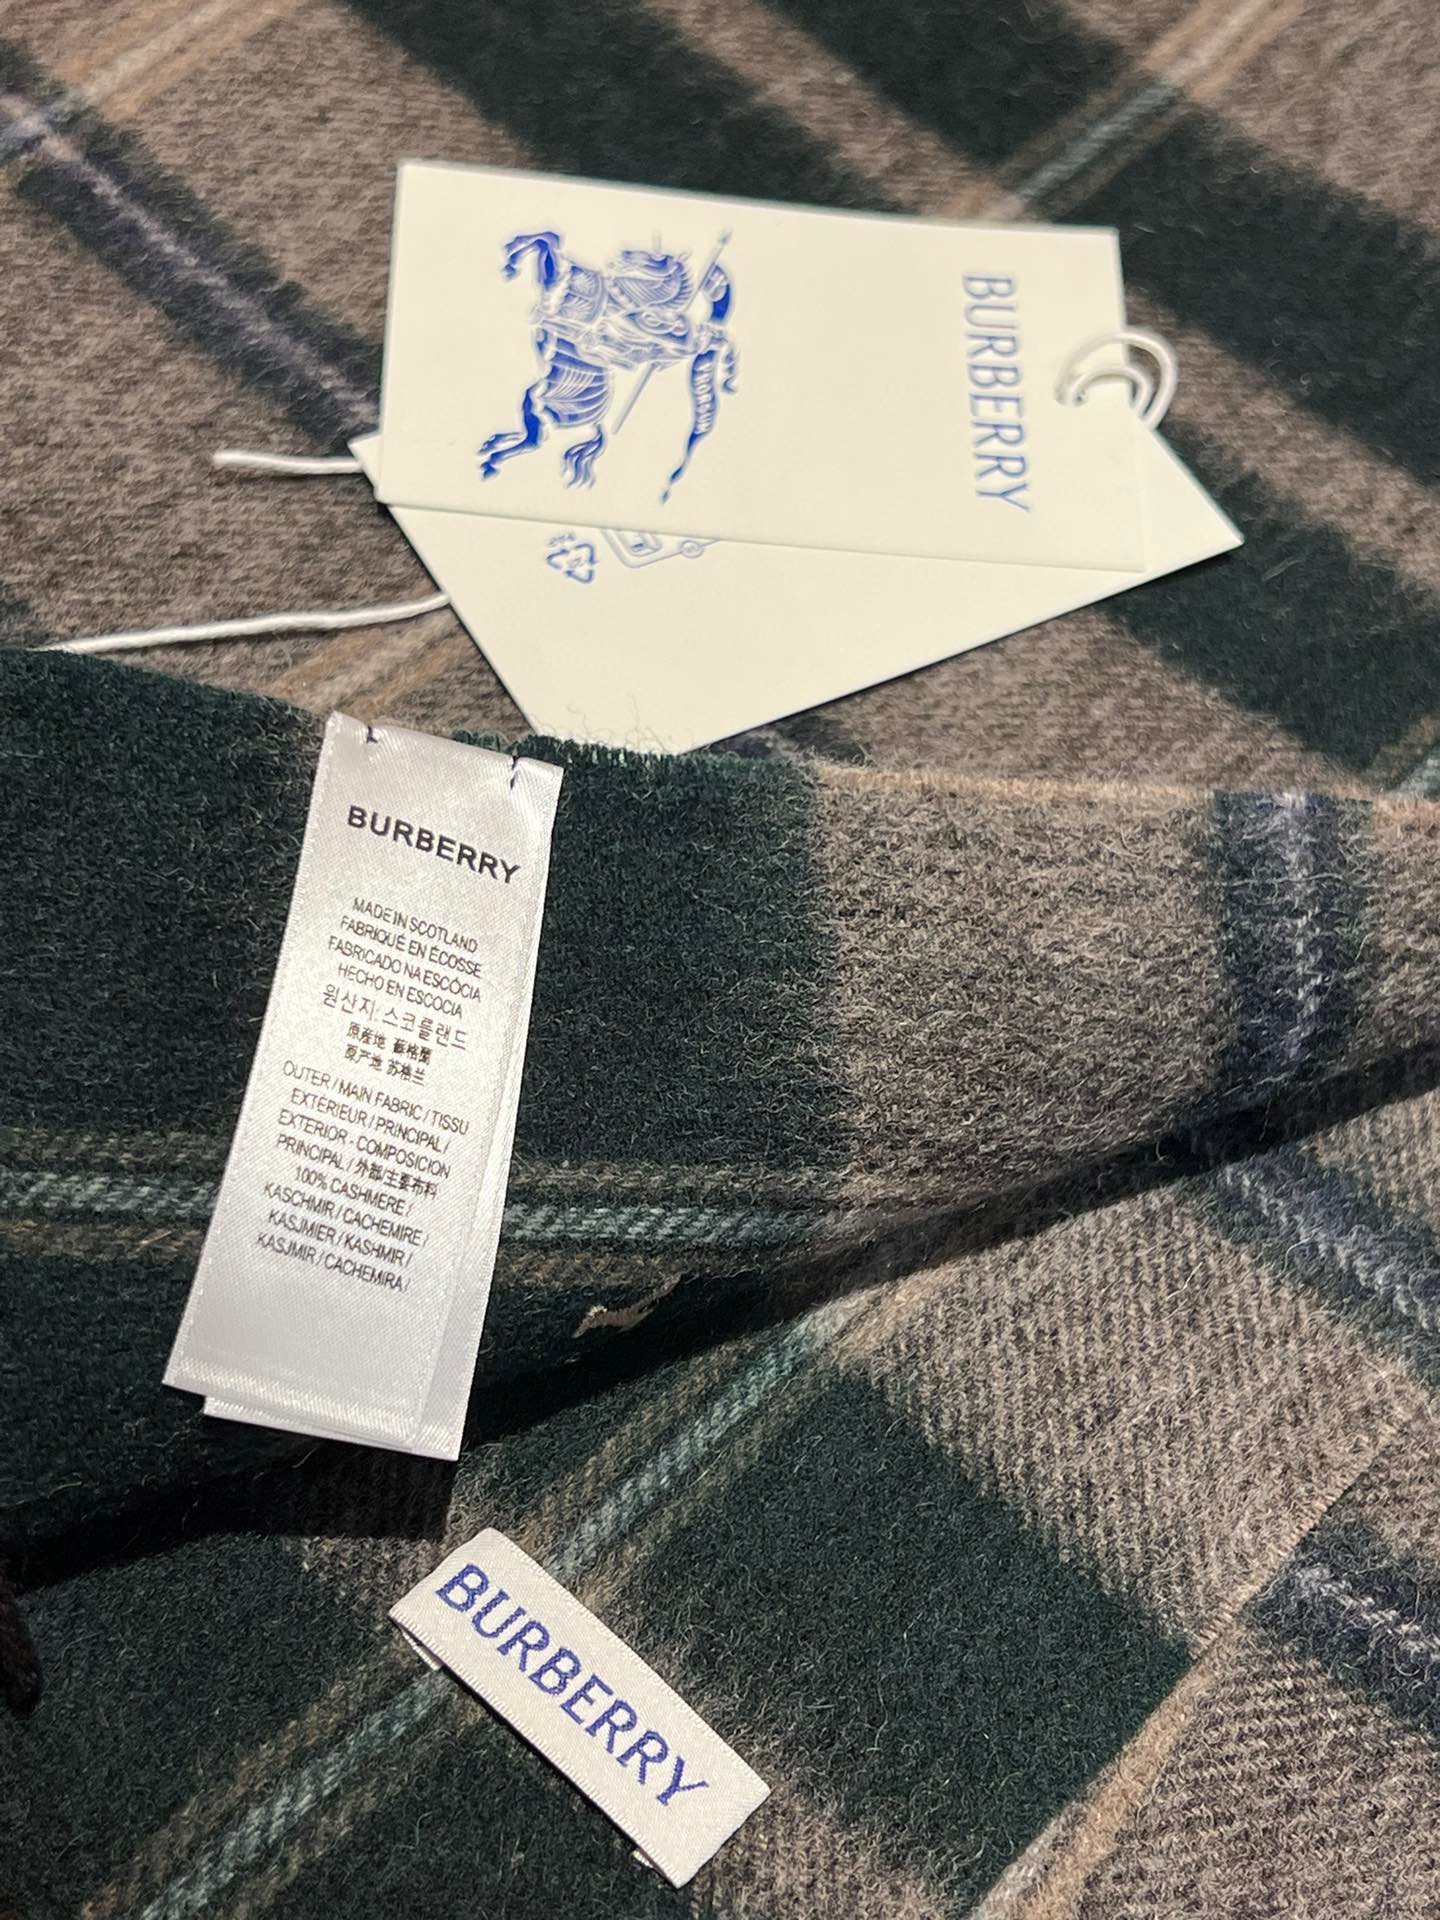 BURBERRY
PRORSUM
BURBERRY
MADE IN SCOTLAND
FABRIQUÉ EN ÉCOSSE
FABRICADO NA ESCÓCIA
HECHO EN ESCOCIA
원산지: 스코틀랜드
原産地 蘇格蘭
原产地 苏格兰
OUTER / MAIN FABRIC / TISSU
EXTÉRIEUR / PRINCIPAL /
EXTERIOR - COMPOSICION
PRINCIPAL / 外部/主要布料
100% CASHMERE /
KASCHMIR / CACHEMIRE /
KASJMIER / KASHMIR /
KASJMIR / CACHEMIRA /
BURBERRY